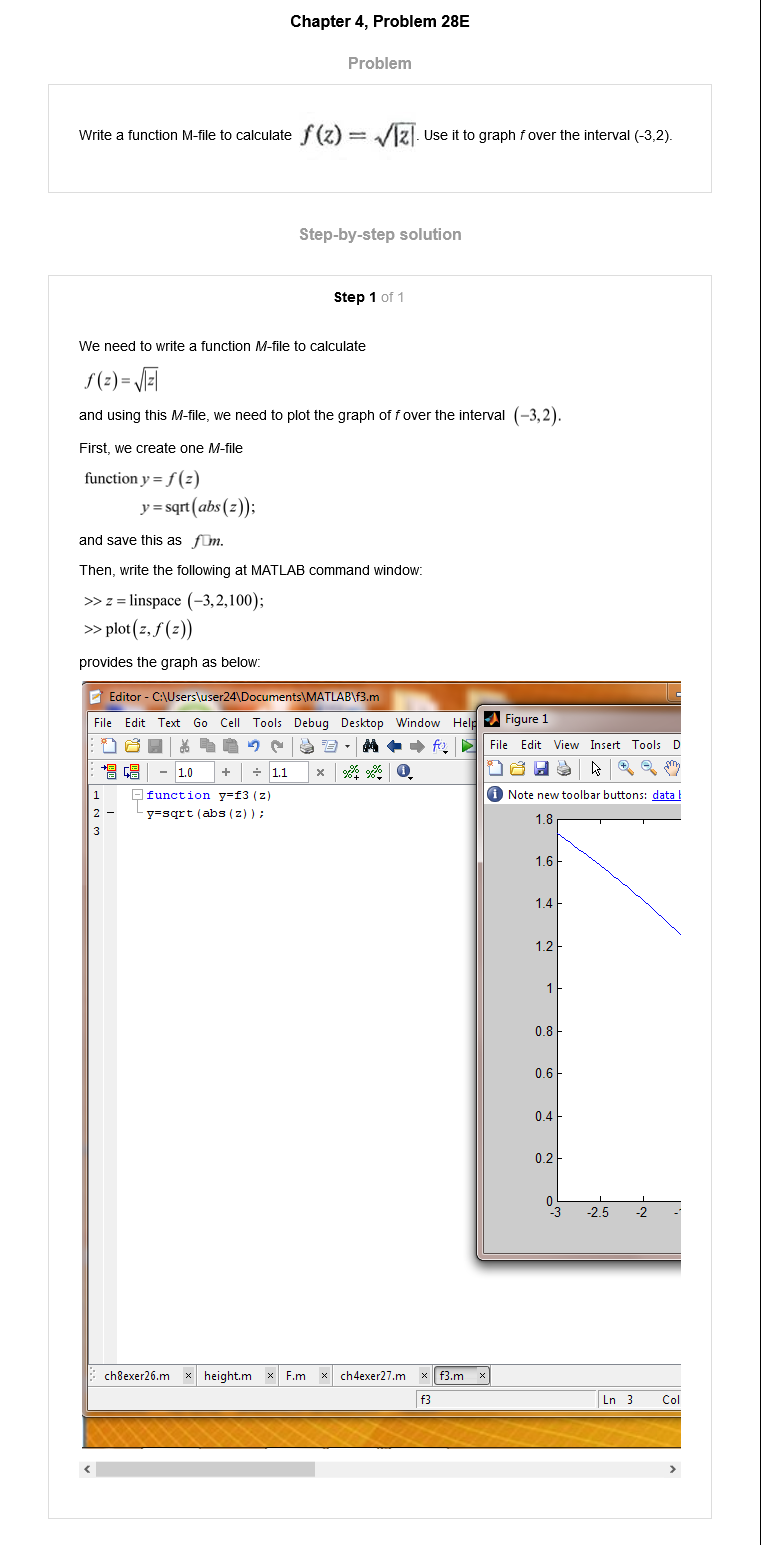 Chapter 4, Problem 28E
Problem
Write a function M-file to calculate f(z) = √|z|. Use it to graph f over the interval (-3,2).
Step-by-step solution
Step 1 of 1
We need to write a function M-file to calculate
f(z) = √|z|
and using this M-file, we need to plot the graph of f over the interval (−3,2).
First, we create one M-file
function y = f(z)
y = sqrt(abs(z));
and save this as f□m.
Then, write the following at MATLAB command window:
>> z = linspace (−3,2,100);
>> plot(z, f(z))
provides the graph as below:
Editor - C:\Users\user24\Documents\MATLAB\f3.m
File Edit Text Go Cell Tools Debug Desktop Window Help
1.0 + ÷ 1.1 ×
1 function y=f3(z)
2 – y=sqrt(abs(z));
3
Figure 1
File Edit View Insert Tools D
Note new toolbar buttons: data
1.8
1.6
1.4
1.2
1
0.8
0.6
0.4
0.2
0
-3 -2.5 -2
ch8exer26.m × height.m × F.m × ch4exer27.m × f3.m ×
f3 Ln 3 Col